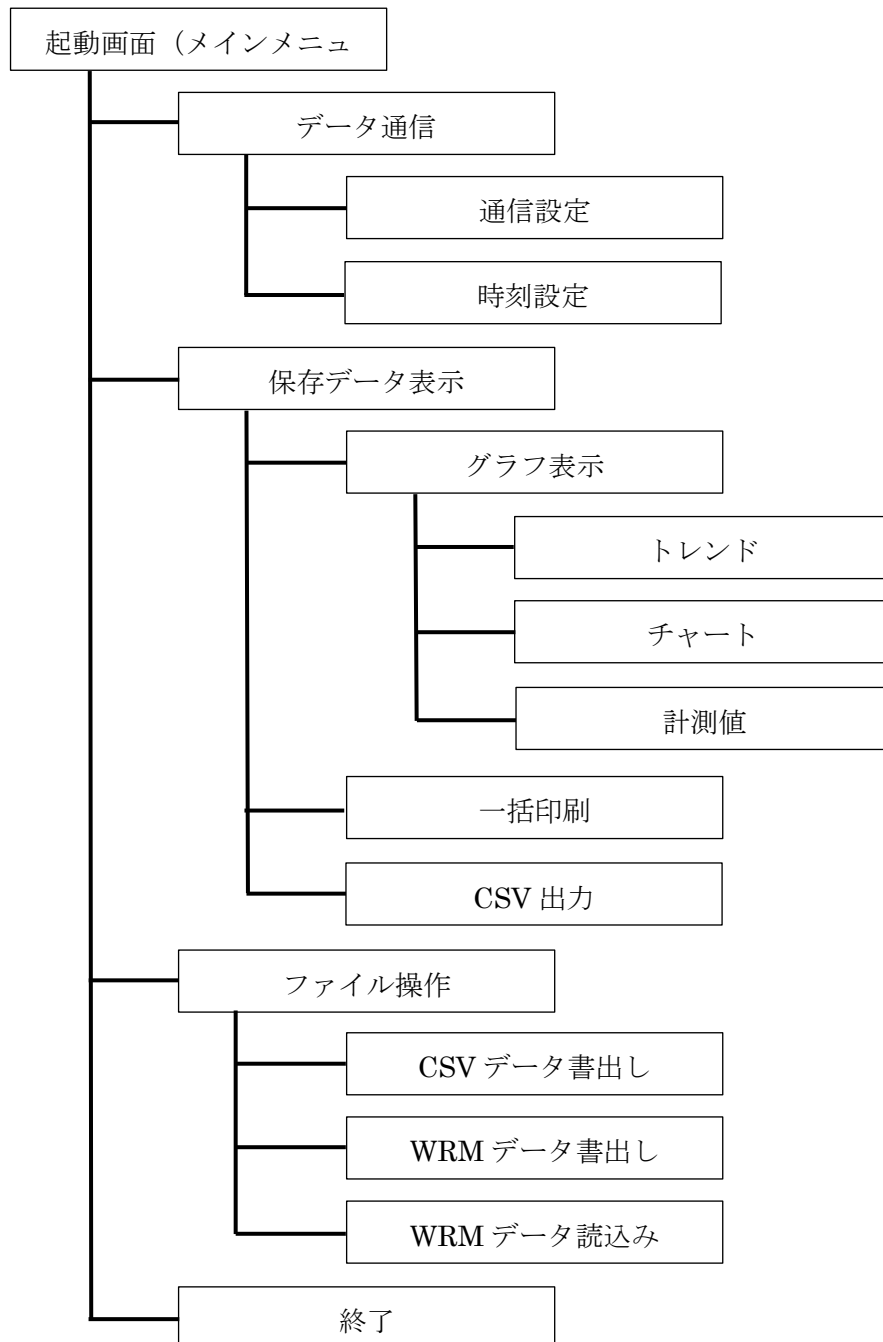 起動画面（メインメニュ
データ通信
通信設定
時刻設定
保存データ表示
グラフ表示
トレンド
チャート
計測値
一括印刷
CSV 出力
ファイル操作
CSV データ書出し
WRM データ書出し
WRM データ読込み
終了